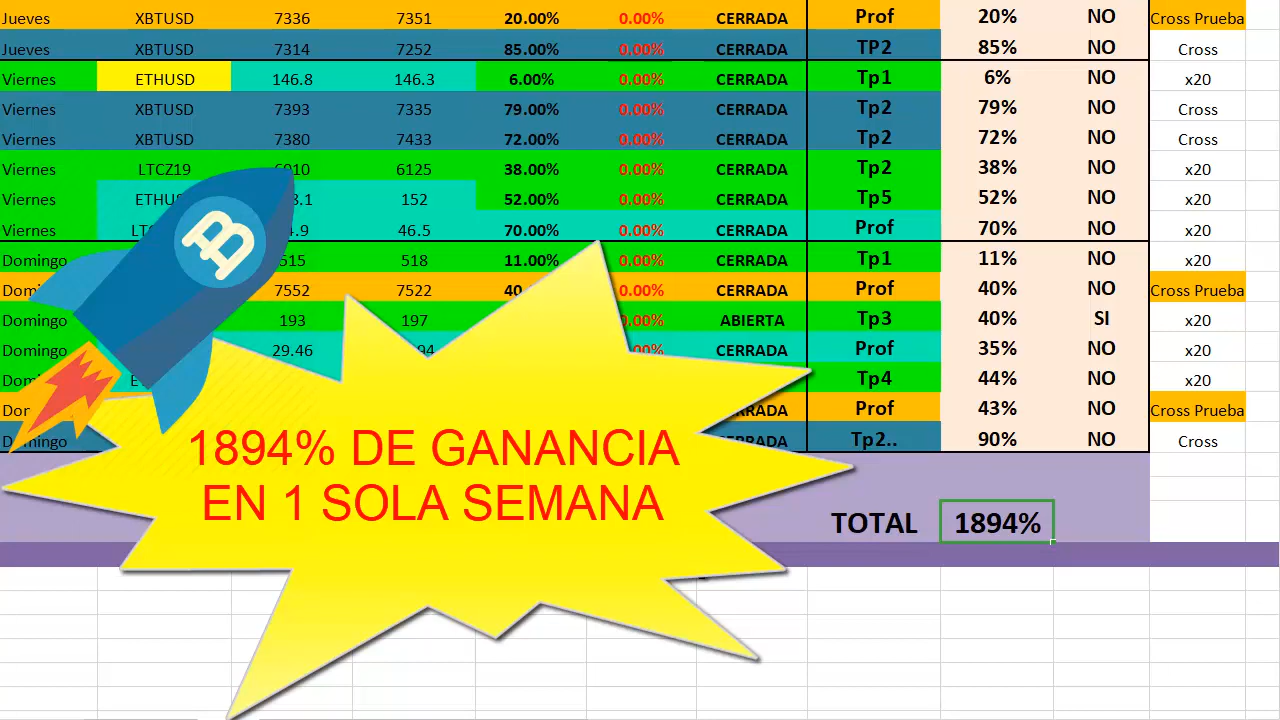 Jueves XBTUSD 7336 7351 20.00% 0.00% CERRADA Prof 20% NO Cross Prueba
Jueves XBTUSD 7314 7252 85.00% 0.00% CERRADA TP2 85% NO Cross
Viernes ETHUSD 146.8 146.3 6.00% 0.00% CERRADA Tp1 6% NO x20
Viernes XBTUSD 7393 7335 79.00% 0.00% CERRADA Tp2 79% NO Cross
Viernes XBTUSD 7380 7433 72.00% 0.00% CERRADA Tp2 72% NO Cross
Viernes LTCZ19 6125 38.00% 0.00% CERRADA Tp2 38% NO x20
Viernes 152 52.00% 0.00% CERRADA Tp5 52% NO x20
Viernes 46.5 70.00% 0.00% CERRADA Prof 70% NO x20
Domingo 515 518 11.00% 0.00% CERRADA Tp1 11% NO x20
7552 7522 0.00% CERRADA Prof 40% NO Cross Prueba
Domingo 193 197 0.00% ABIERTA Tp3 40% SI x20
Domingo 29.46 CERRADA Prof 35% NO x20
CERRADA Tp4 44% NO x20
Prof 43% NO Cross Prueba
Domingo Tp2.. 90% NO Cross
1894% DE GANANCIA
EN 1 SOLA SEMANA
TOTAL 1894%